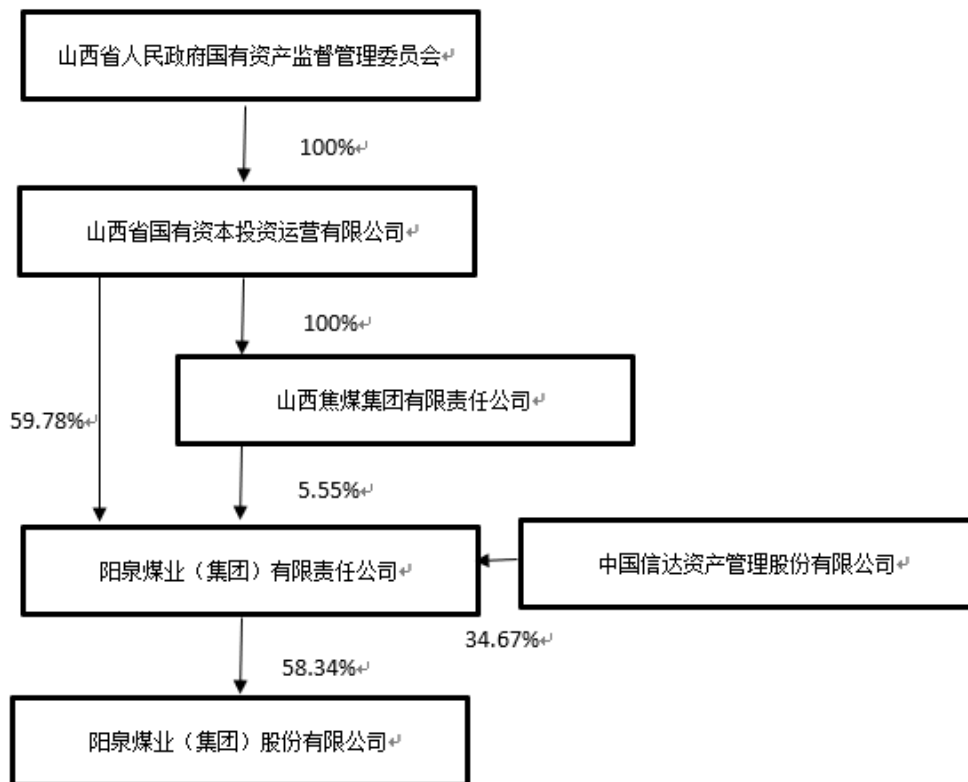 山西省人民政府国有资产监督管理委员会↵
100%↵
山西省国有资本投资运营有限公司↵
100%↵
山西焦煤集团有限责任公司↵
59.78%↵
5.55%↵
阳泉煤业（集团）有限责任公司↵
中国信达资产管理股份有限公司↵
34.67%↵
58.34%↵
阳泉煤业（集团）股份有限公司↵